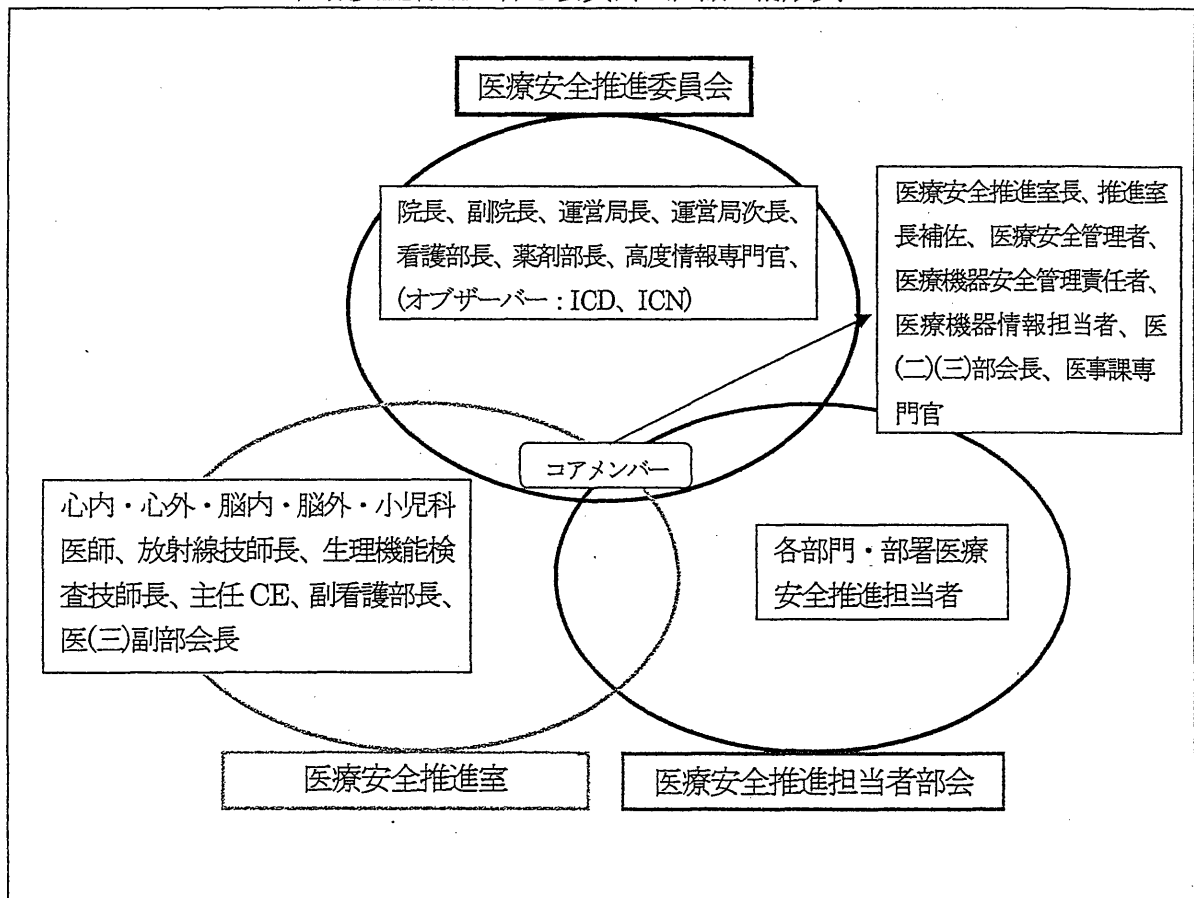 医療安全推進委員会
院長、副院長、運営局長、運営局次長、
看護部長、薬剤部長、高度情報専門官、
(オブザーバー：ICD、ICN)
医療安全推進室長、推進室
長補佐、医療安全管理者、
医療機器安全管理責任者、
医療機器情報担当者、医
(二)(三)部会長、医事課専
門官
コアメンバー
心内・心外・脳内・脳外・小児科
医師、放射線技師長、生理機能検
査技師長、主任CE、副看護部長、
医(三)副部会長
各部門・部署医療
安全推進担当者
医療安全推進室
医療安全推進担当者部会